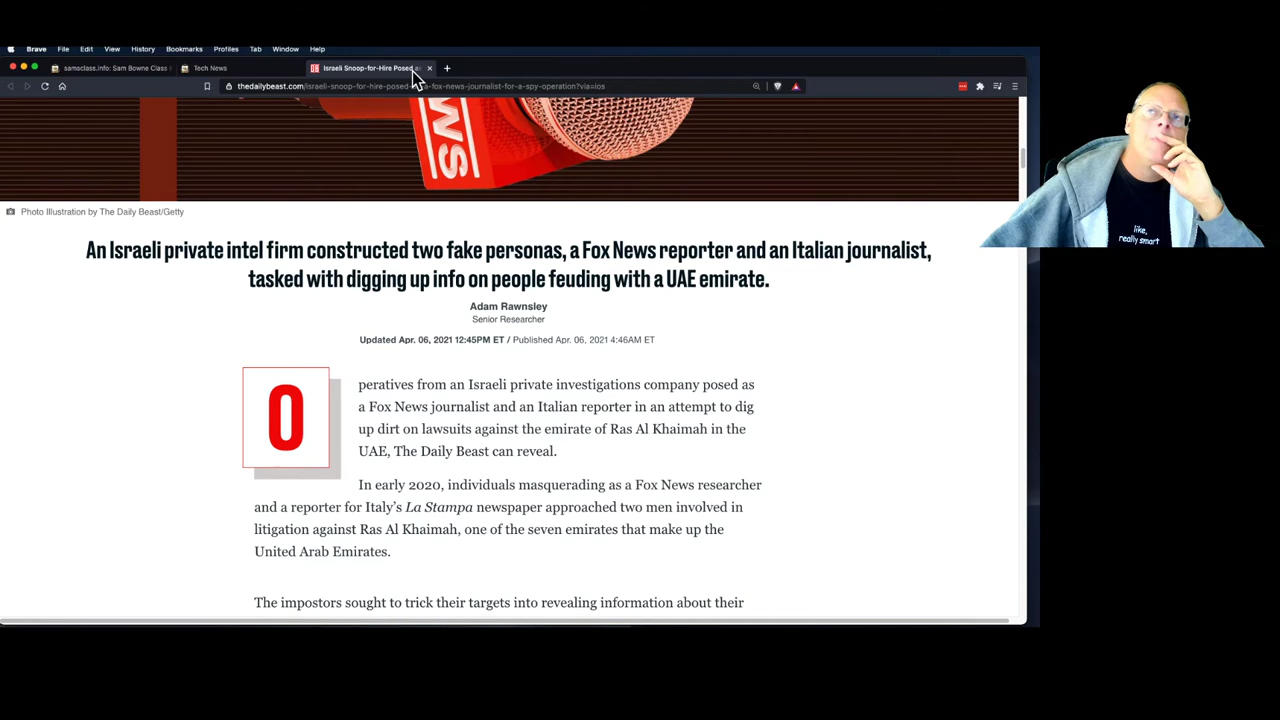 Brave File Edit View History Bookmarks Profiles Tab Window Help
samsclass.info: Sam Bowne Class Tech News Israeli Snoop-for-Hire Posed
thedailybeast.com/israeli-snoop-for-hire-posed- -fox-news-journalist-for-a-spy-operation?via=ios
SWS
Photo Illustration by The Daily Beast/Getty
An Israeli private intel firm constructed two fake personas, a Fox News reporter and an Italian journalist,
tasked with digging up info on people feuding with a UAE emirate.
Adam Rawnsley
Senior Researcher
Updated Apr. 06, 2021 12:45PM ET / Published Apr. 06, 2021 4:46AM ET
Operatives from an Israeli private investigations company posed as
a Fox News journalist and an Italian reporter in an attempt to dig
up dirt on lawsuits against the emirate of Ras Al Khaimah in the
UAE, The Daily Beast can reveal.
In early 2020, individuals masquerading as a Fox News researcher
and a reporter for Italy’s La Stampa newspaper approached two men involved in
litigation against Ras Al Khaimah, one of the seven emirates that make up the
United Arab Emirates.
The impostors sought to trick their targets into revealing information about their
like,
really smart